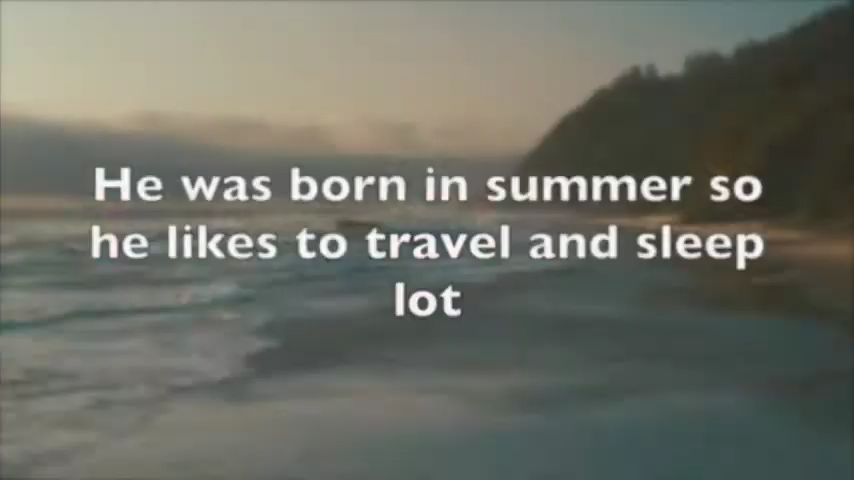 He was born in summer so
he likes to travel and sleep
lot